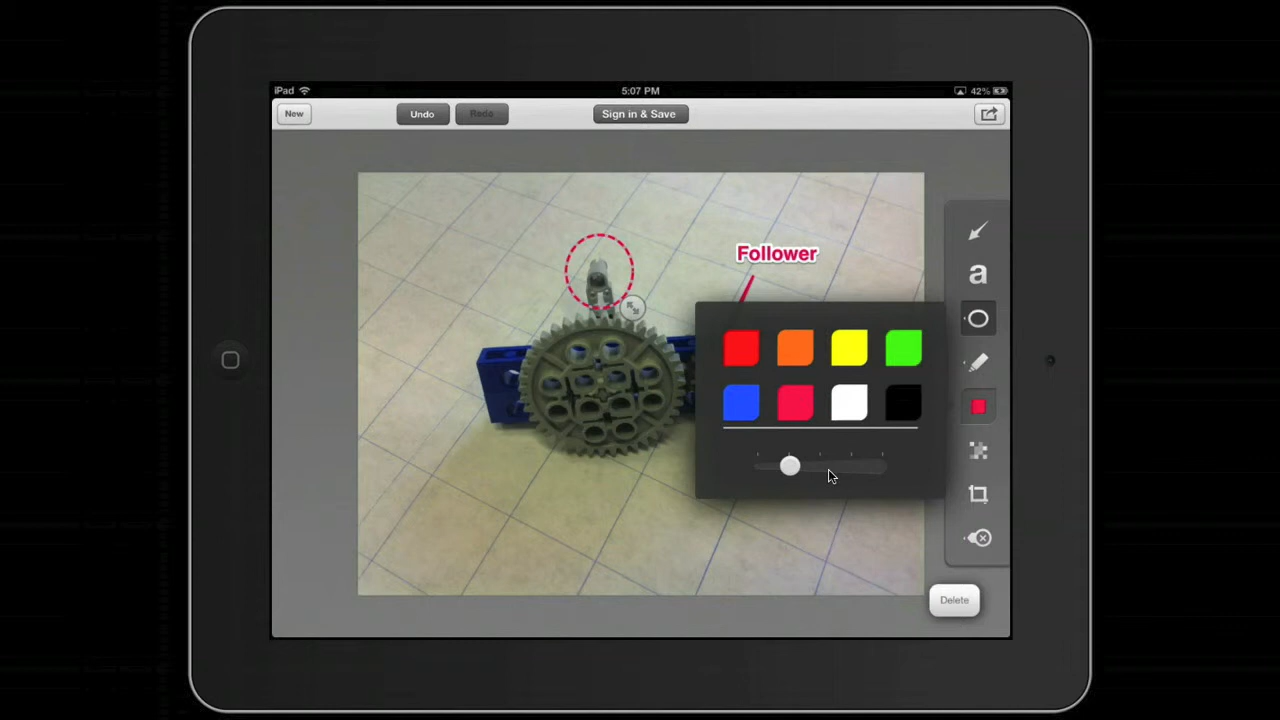 iPad 5:07 PM 42%
New Undo Redo Sign in & Save
Follower
a
Delete